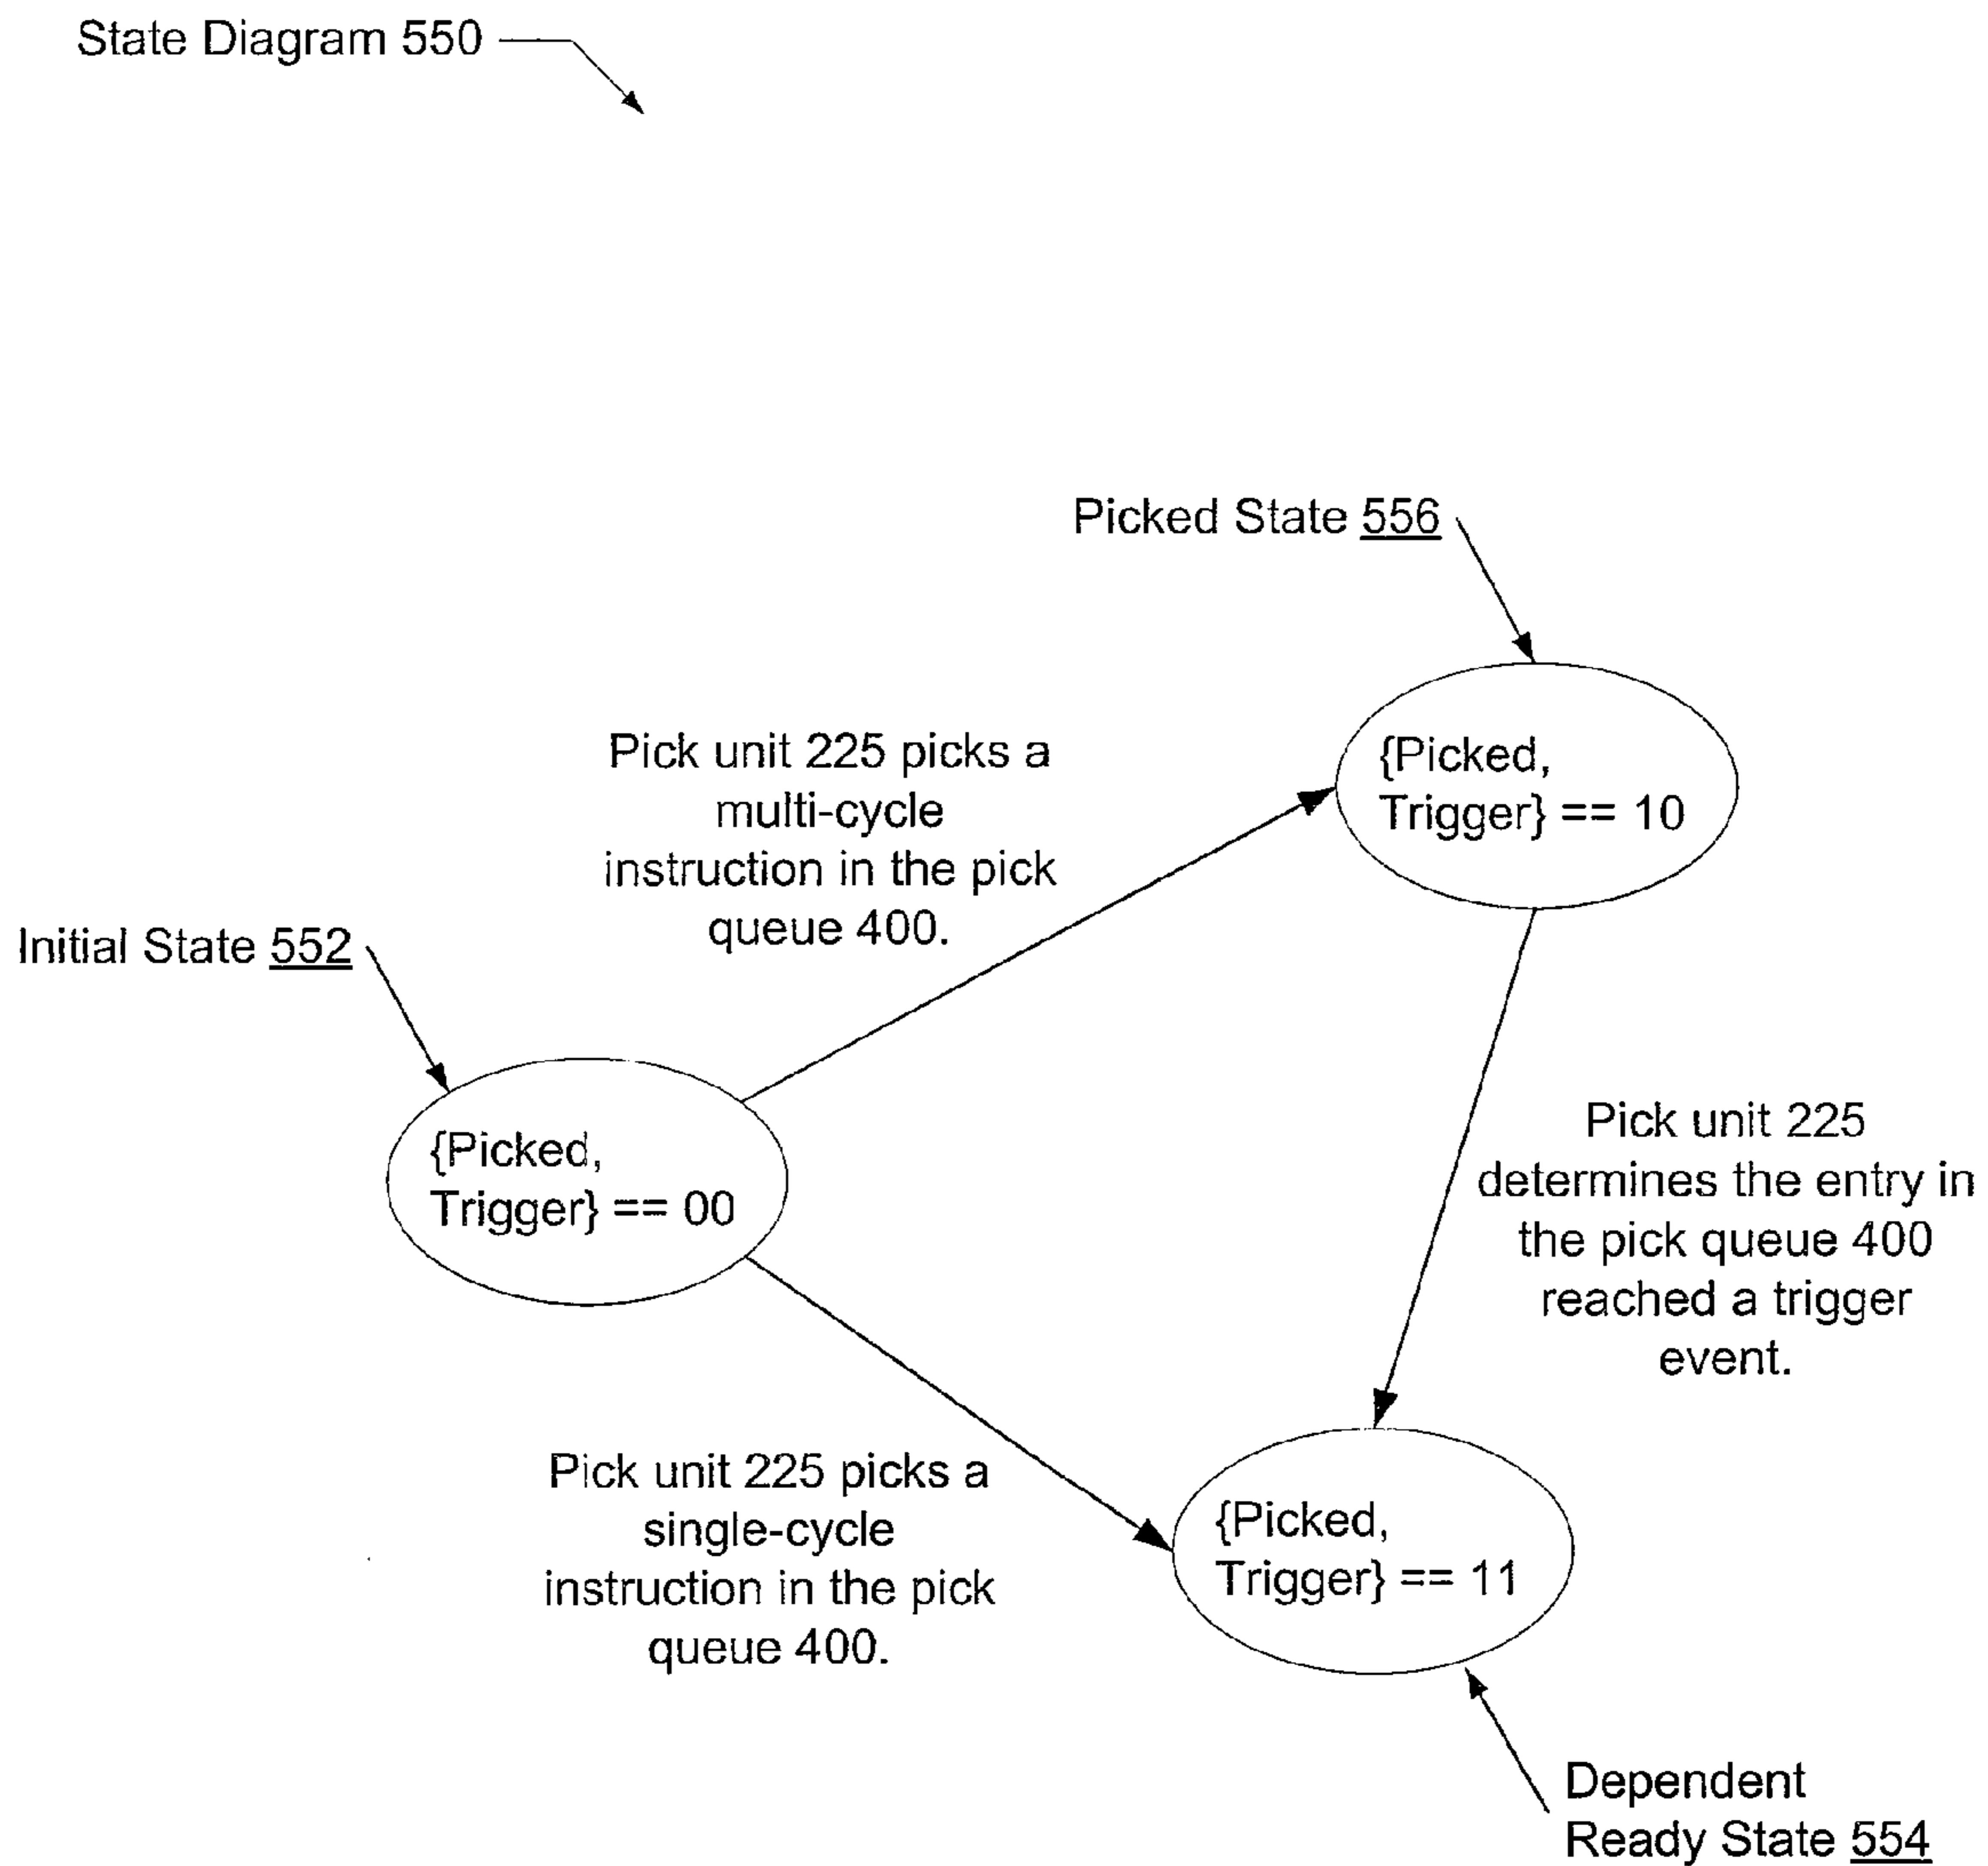 State Diagram 550
Picked State 556
{Picked,
Trigger} == 10
Pick unit 225 picks a
multi-cycle
instruction in the pick
queue 400.
Initial State 552
{Picked,
Trigger} == 00
Pick unit 225
determines the entry in
the pick queue 400
reached a trigger
event.
Pick unit 225 picks a
single-cycle
instruction in the pick
queue 400.
{Picked,
Trigger} == 11
Dependent
Ready State 554